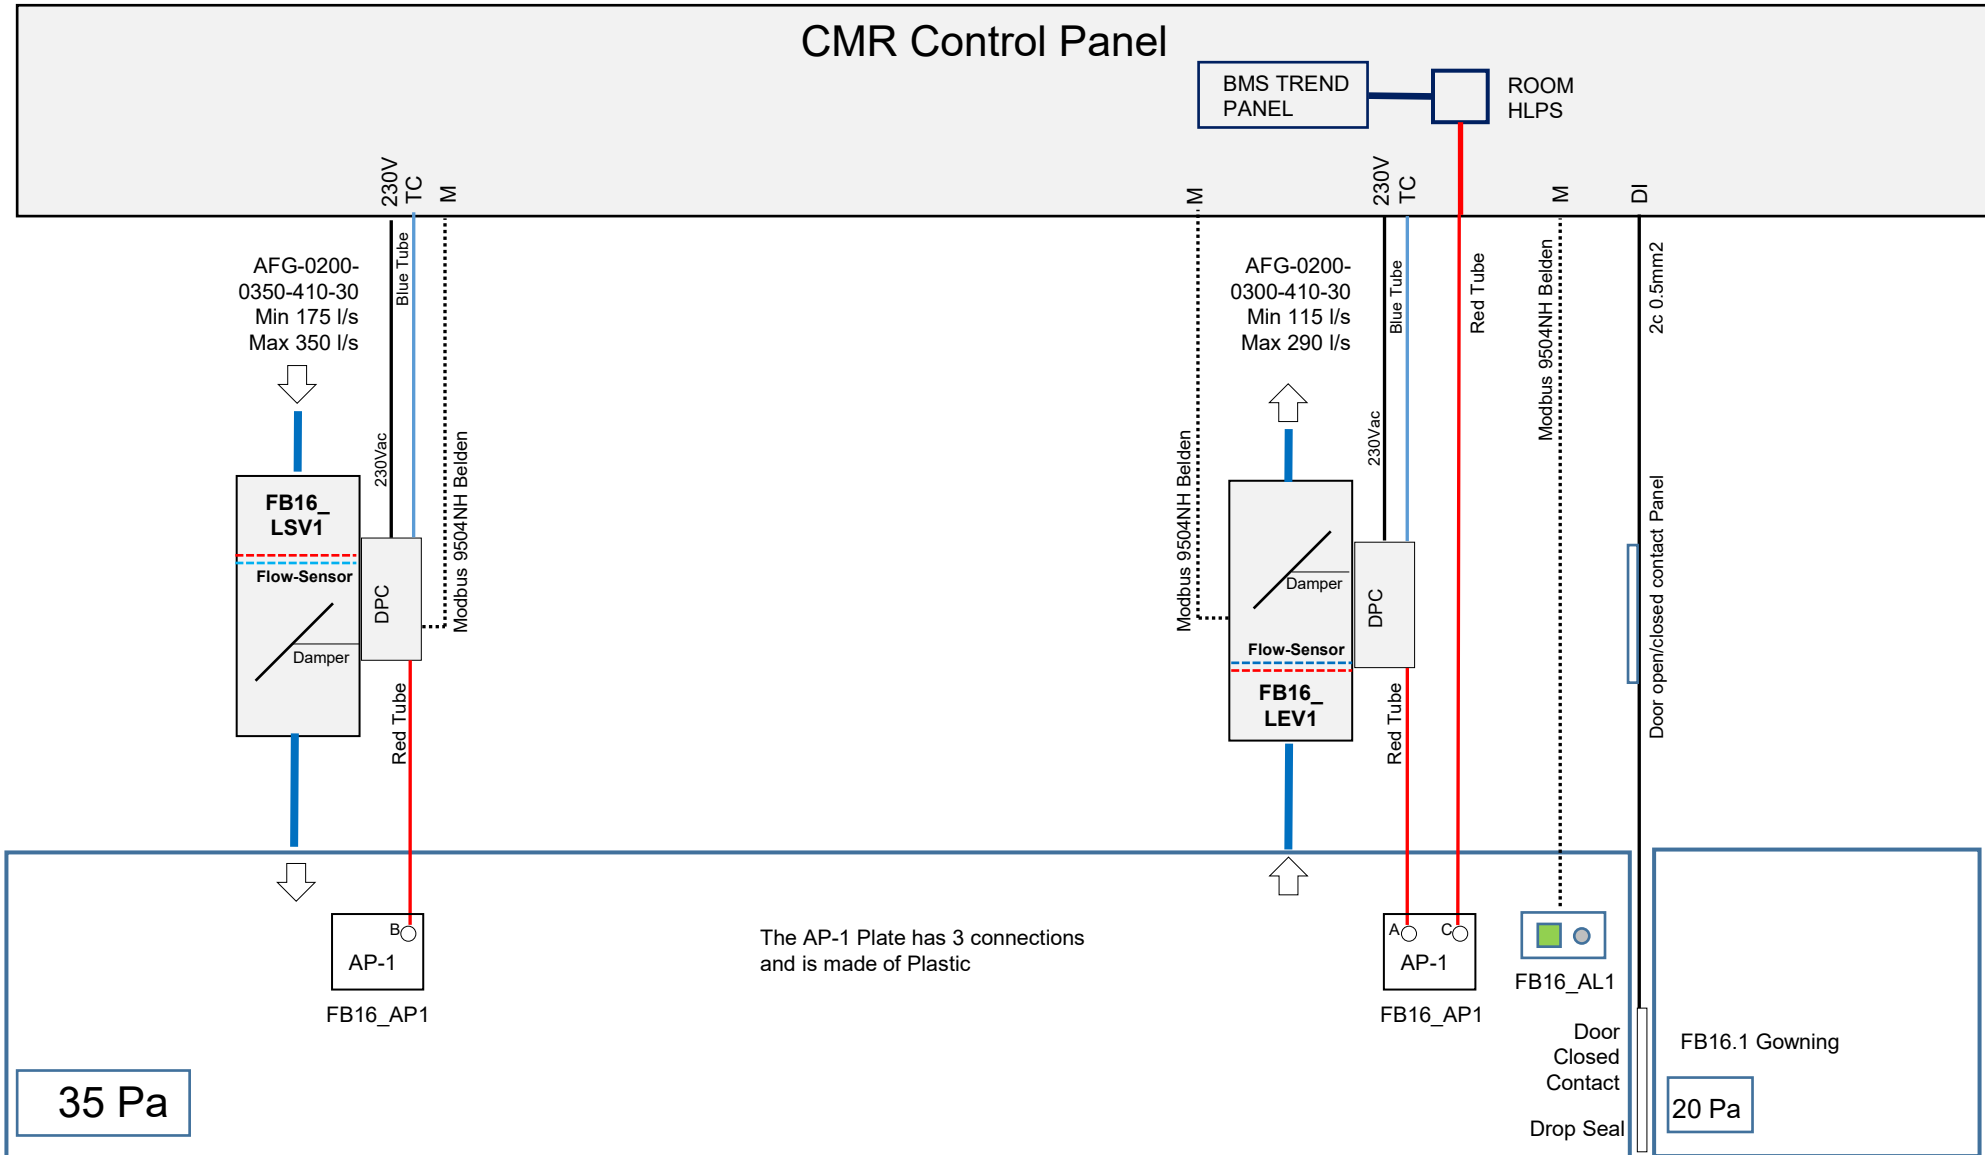 CMR Control Panel
BMS TREND
PANEL
ROOM
HLPS
230V
TC
M
M
230V
TC
M
DI
AFG-0200-
0350-410-30
Min 175 l/s
Max 350 l/s
Blue Tube
230Vac
Modbus 9504NH Belden
FB16_
LSV1
Flow-Sensor
Damper
DPC
Red Tube
AFG-0200-
0300-410-30
Min 115 l/s
Max 290 l/s
Blue Tube
Red Tube
230Vac
Modbus 9504NH Belden
Damper
Flow-Sensor
FB16_
LEV1
DPC
Red Tube
Modbus 9504NH Belden
2c 0.5mm2
Door open/closed contact Panel
B
AP-1
FB16_AP1
The AP-1 Plate has 3 connections
and is made of Plastic
A
C
AP-1
FB16_AP1
FB16_AL1
Door
Closed
Contact
Drop Seal
FB16.1 Gowning
35 Pa
20 Pa